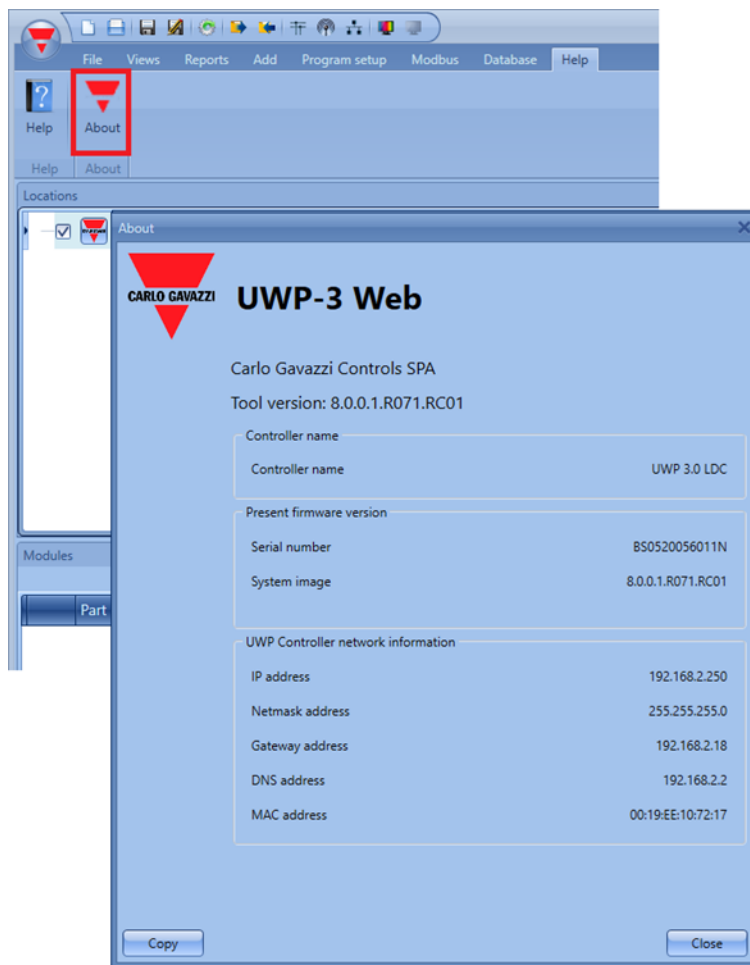 File Views Reports Add Program setup Modbus Database Help
Help About
Help About
Locations
About
CARLO GAVAZZI
UWP-3 Web
Carlo Gavazzi Controls SPA
Tool version: 8.0.0.1.R071.RC01
Controller name
Controller name UWP 3.0 LDC
Present firmware version
Serial number BS0520056011N
System image 8.0.0.1.R071.RC01
UWP Controller network information
IP address 192.168.2.250
Netmask address 255.255.255.0
Gateway address 192.168.2.18
DNS address 192.168.2.2
MAC address 00:19:EE:10:72:17
Modules
Part
Copy Close